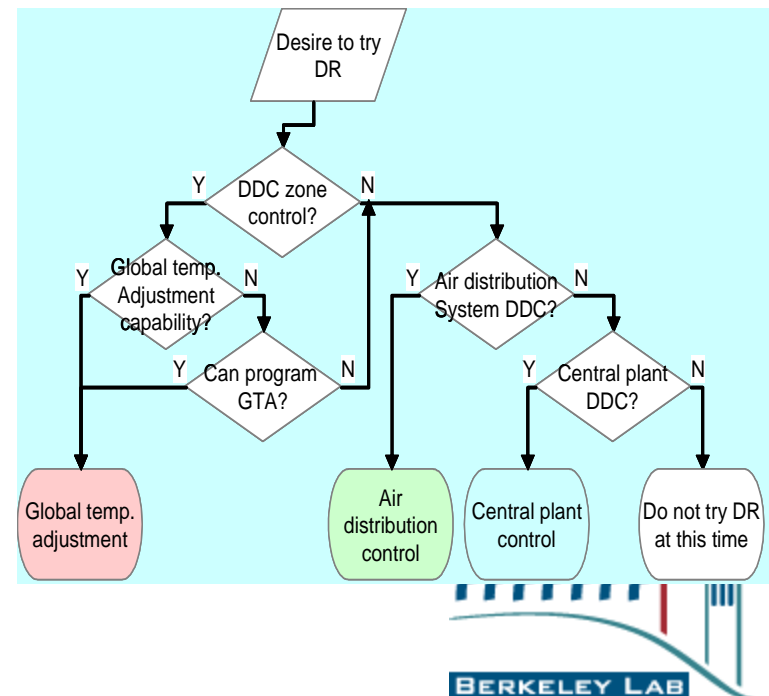 Desire to try
DR
Y
DDC zone
control?
N
Y
Global temp.
Adjustment
capability?
N
Y
Air distribution
System DDC?
N
Y
Can program
GTA?
N
Y
Central plant
DDC?
N
Global temp.
adjustment
Air
distribution
control
Central plant
control
Do not try DR
at this time
BERKELEY LAB